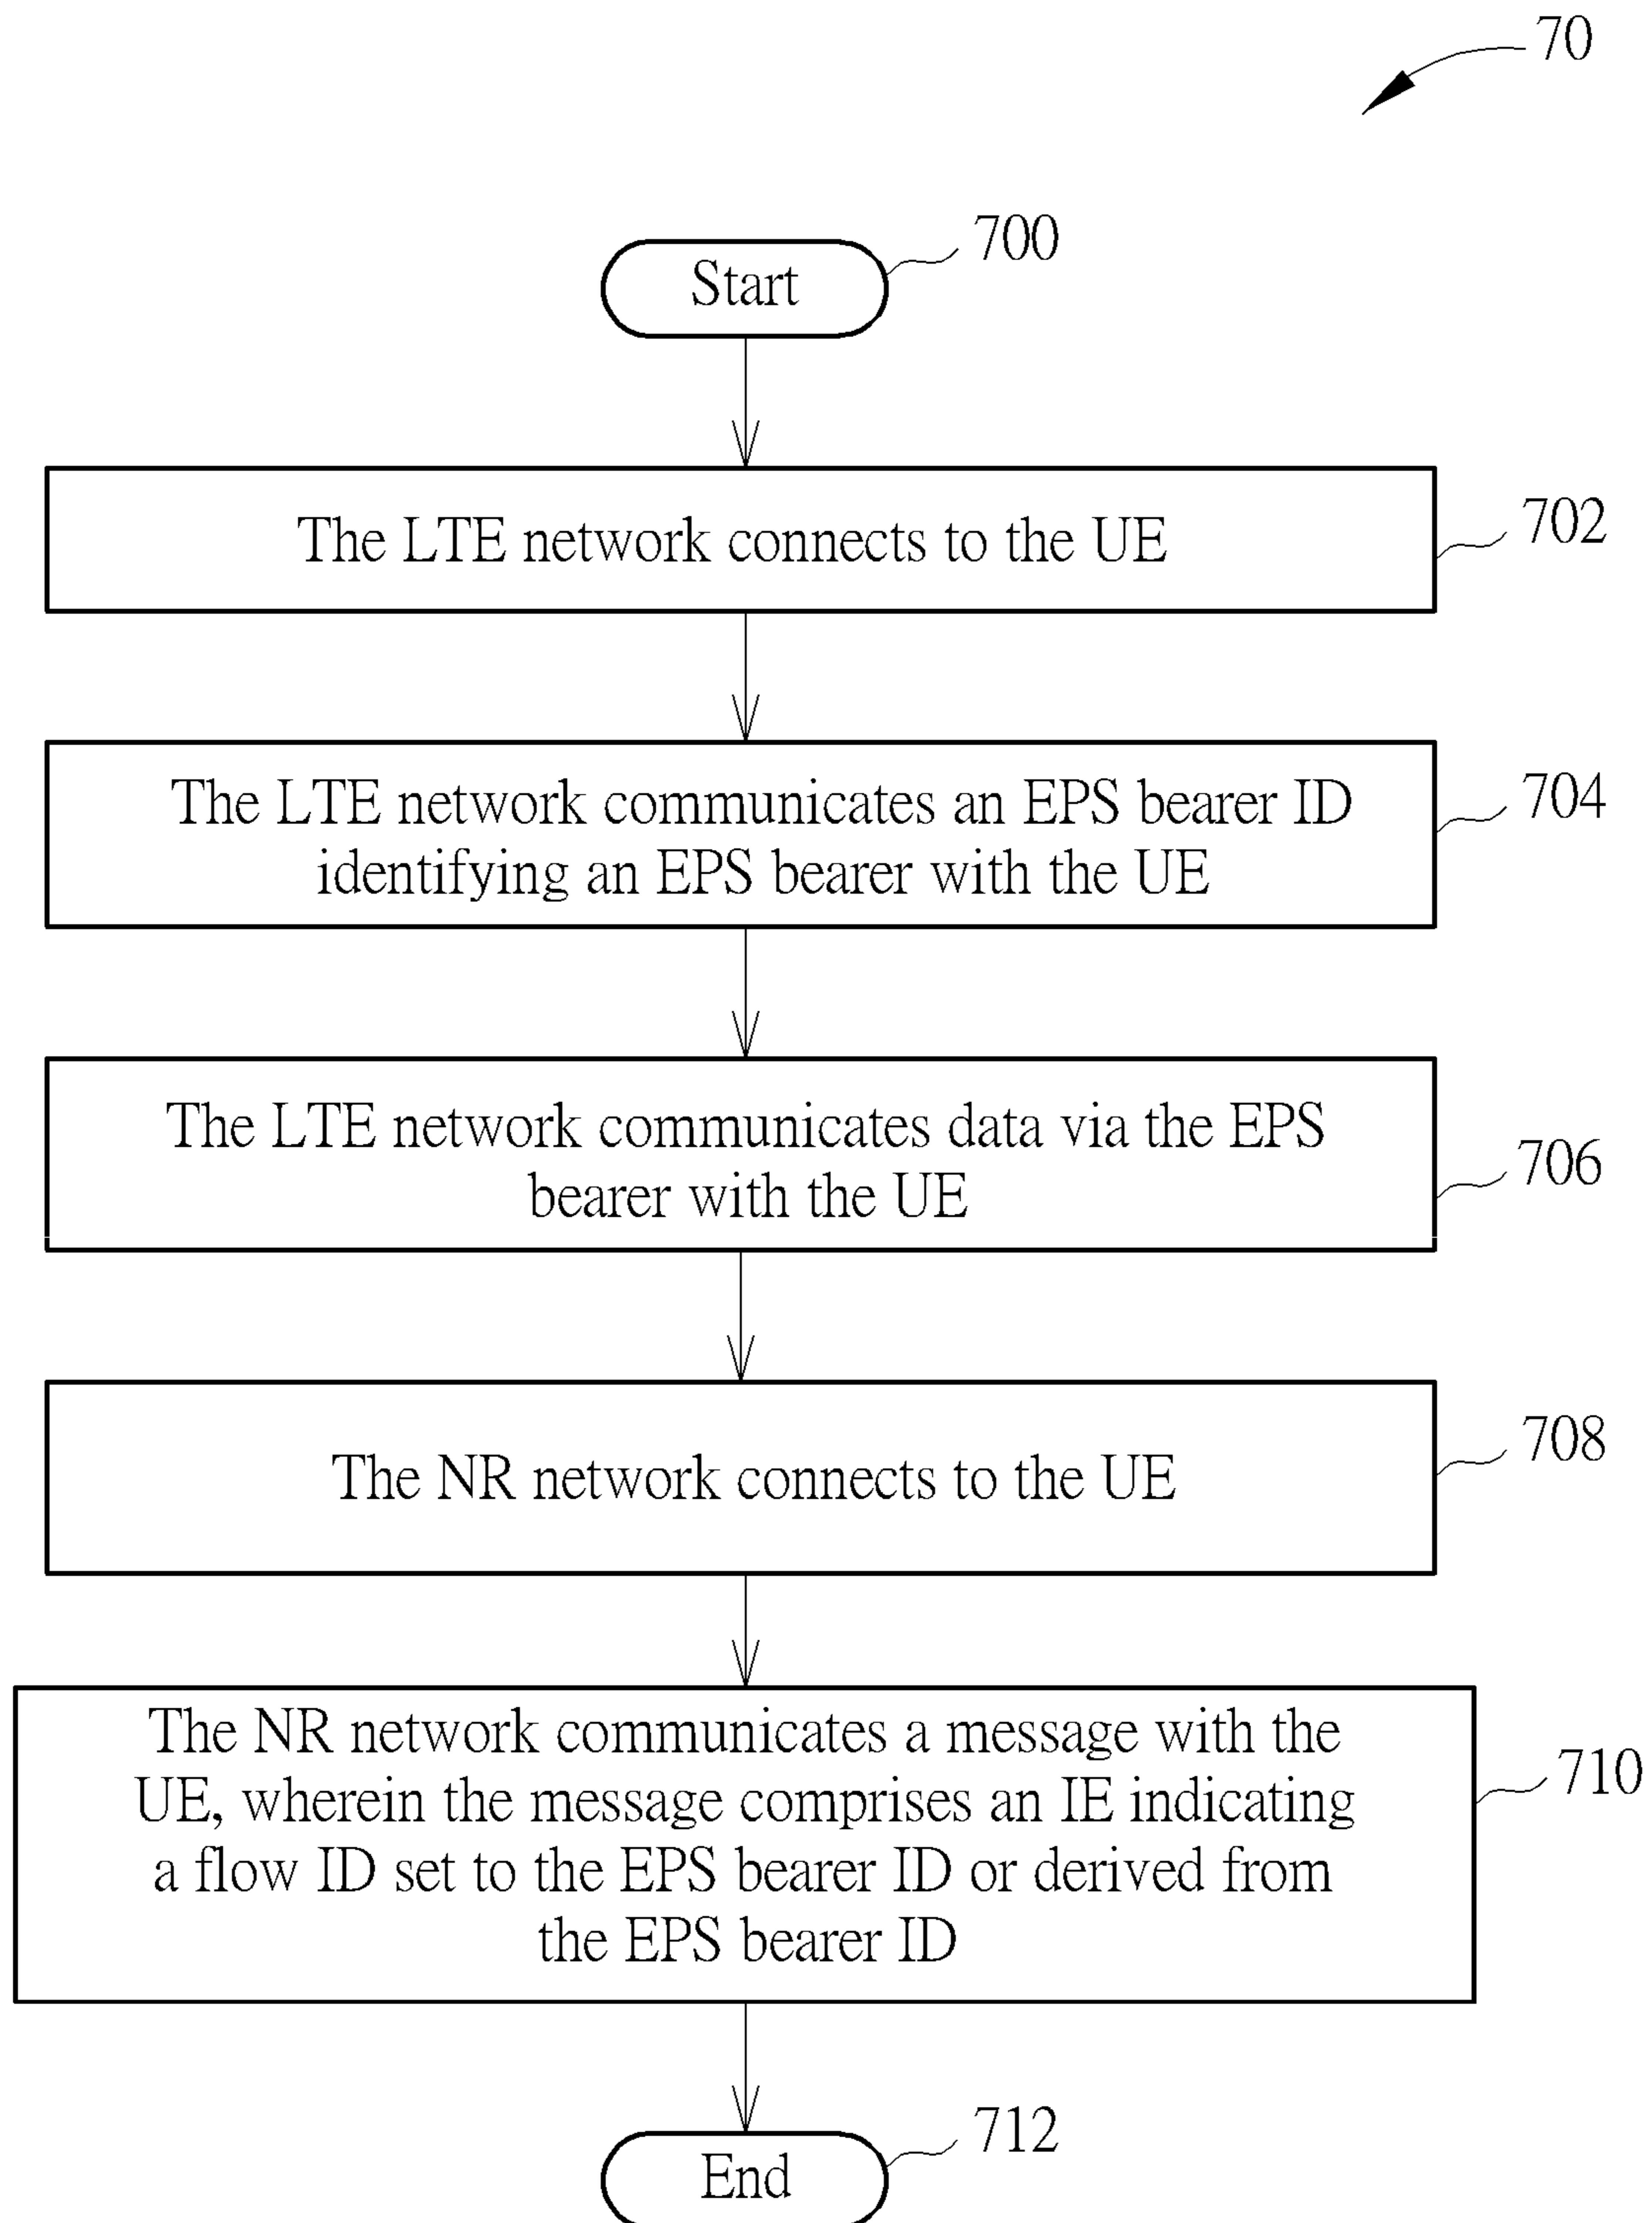 70
700
Start
The LTE network connects to the UE
702
The LTE network communicates an EPS bearer ID
identifying an EPS bearer with the UE
704
The LTE network communicates data via the EPS
bearer with the UE
706
The NR network connects to the UE
708
The NR network communicates a message with the
UE, wherein the message comprises an IE indicating
a flow ID set to the EPS bearer ID or derived from
the EPS bearer ID
710
End
712